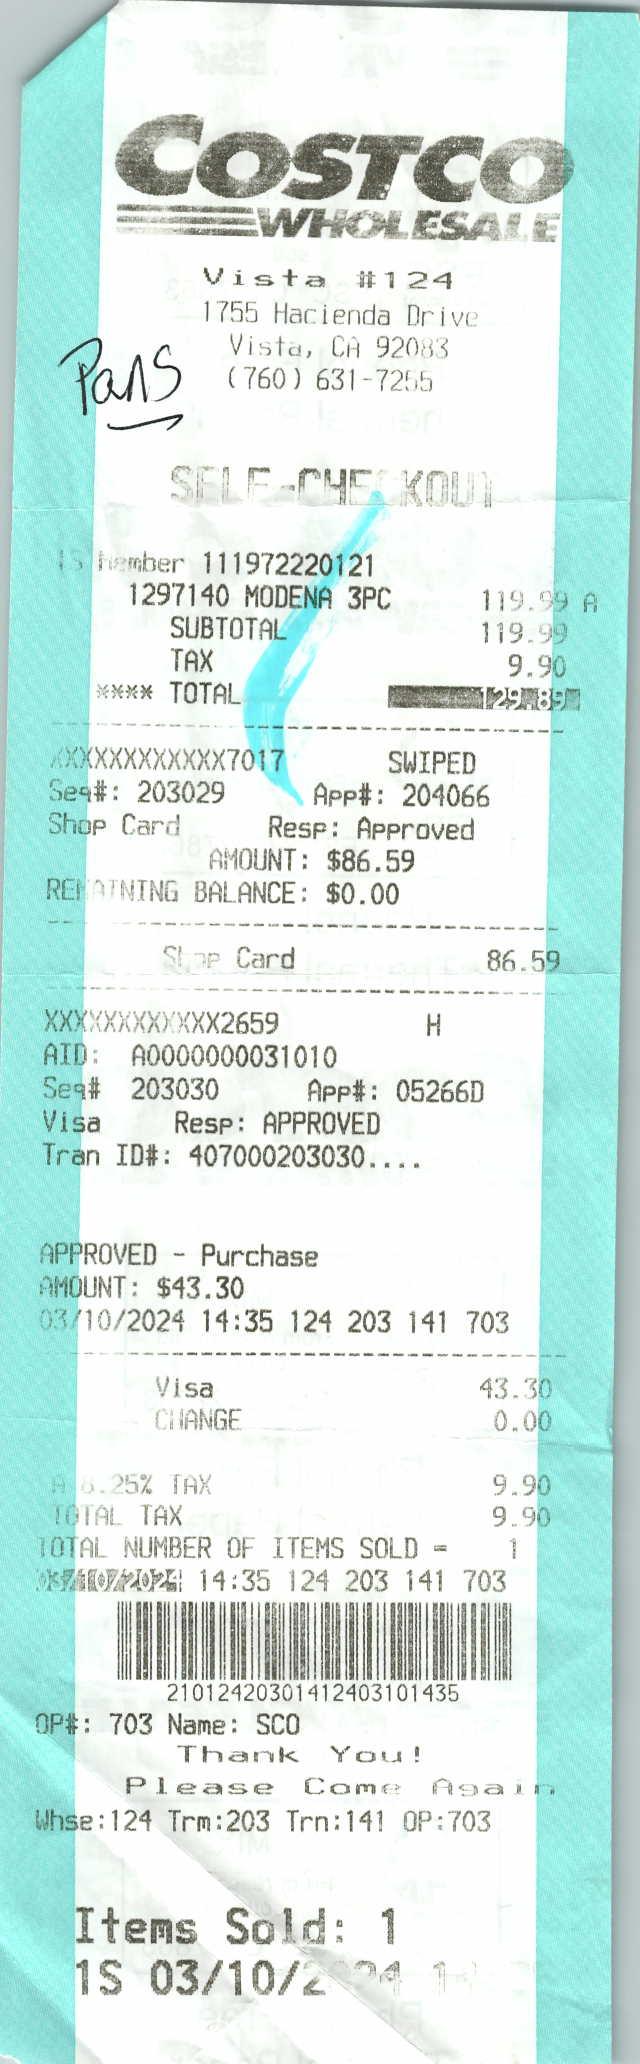 COSTCO
WHOLESALE
Vista #124
1755 Hacienda Drive
Vista, CA 92083
(760) 631-7255
Pans
SELF-CHECKOUT
1S Member 111972220121
1297140 MODENA 3PC 119.99 A
SUBTOTAL 119.99
TAX 9.90
**** TOTAL 129.89
XXXXXXXXXXXX7017 SWIPED
Seq#: 203029 App#: 204066
Shop Card Resp: Approved
AMOUNT: $86.59
REMAINING BALANCE: $0.00
Shop Card 86.59
XXXXXXXXXXXX2659 H
AID: A0000000031010
Seq# 203030 App#: 05266D
Visa Resp: APPROVED
Tran ID#: 407000203030....
APPROVED - Purchase
AMOUNT: $43.30
03/10/2024 14:35 124 203 141 703
Visa 43.30
CHANGE 0.00
A 8.25% TAX 9.90
TOTAL TAX 9.90
TOTAL NUMBER OF ITEMS SOLD = 1
03/10/2024 14:35 124 203 141 703
21012420301412403101435
OP#: 703 Name: SCO
Thank You!
Please Come Again
Whse:124 Trm:203 Trn:141 OP:703
Items Sold: 1
1S 03/10/2024